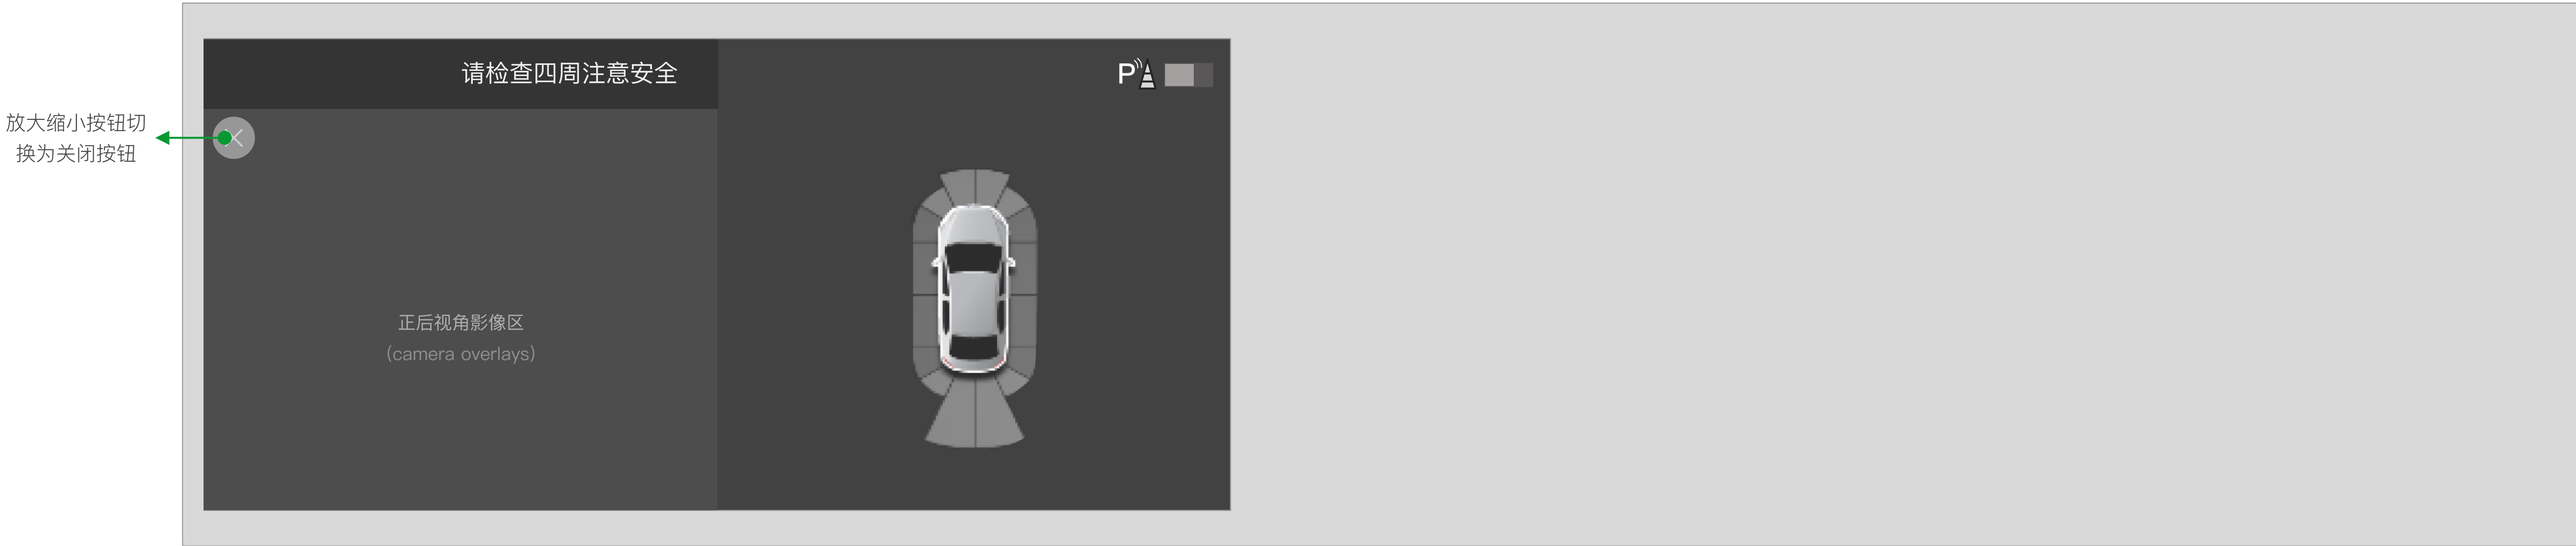 请检查四周注意安全
P
放大缩小按钮切
换为关闭按钮
正后视角影像区
(camera overlays)